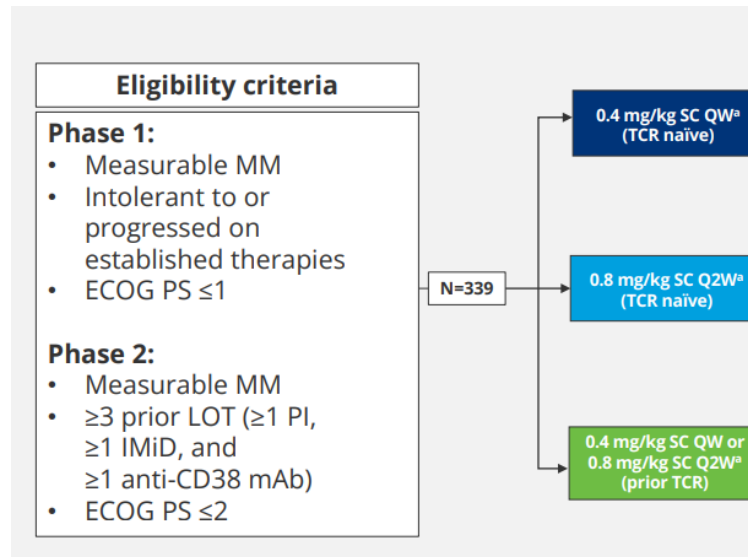 Eligibility criteria
Phase 1:
• Measurable MM
• Intolerant to or
progressed on
established therapies
• ECOG PS ≤1
Phase 2:
• Measurable MM
• ≥3 prior LOT (≥1 PI,
≥1 IMiD, and
≥1 anti-CD38 mAb)
• ECOG PS ≤2
N=339
0.4 mg/kg SC QWᵃ
(TCR naïve)
0.8 mg/kg SC Q2Wᵃ
(TCR naïve)
0.4 mg/kg SC QW or
0.8 mg/kg SC Q2Wᵃ
(prior TCR)